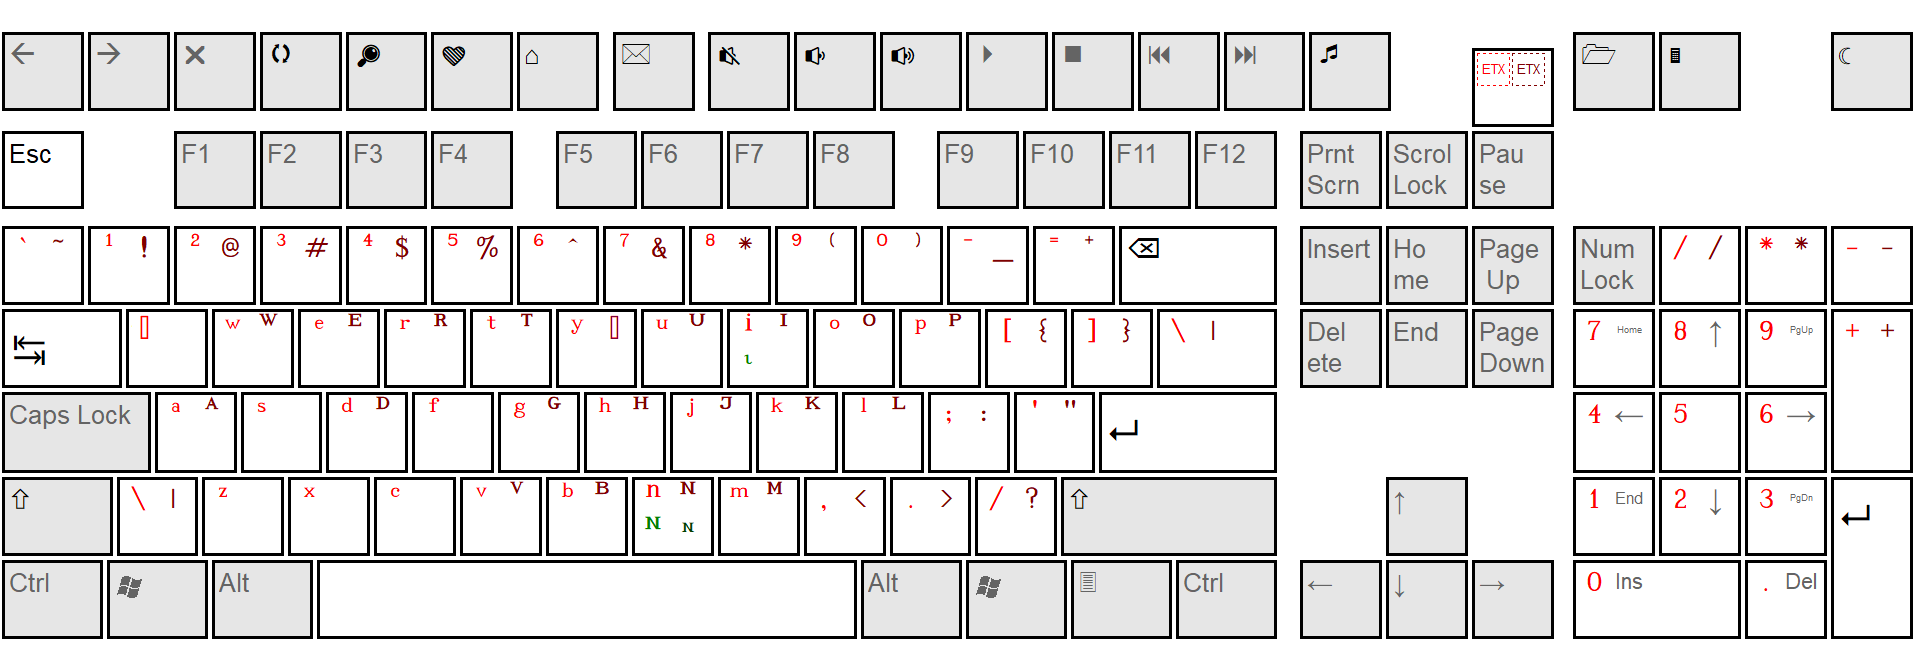 ← → ✕ ⌂ ✉ ETX ETX ☾
Esc F1 F2 F3 F4 F5 F6 F7 F8 F9 F10 F11 F12 Prnt Scrn Scrol Lock Pau se
` ~ 1 ! 2 @ 3 # 4 $ 5 % 6 ^ 7 & 8 * 9 ( 0 ) - _ = + ⌫ Insert Ho me Page Up Num Lock / / * * - -
▯ w W e E r R t T y ▯ u U i I ι o O p P [ { ] } \ | Del ete End Page Down 7 Home 8 ↑ 9 PgUp + +
Caps Lock a ᴀ s d D f g G h H j J k K l L ; : ' " ↵ 4 ← 5 6 →
⇧ \ | z x c v V b B n N N ɴ m M , < . > / ? ⇧ ↑ 1 End 2 ↓ 3 PgDn ↵
Ctrl Alt Alt Ctrl ← ↓ → 0 Ins . Del